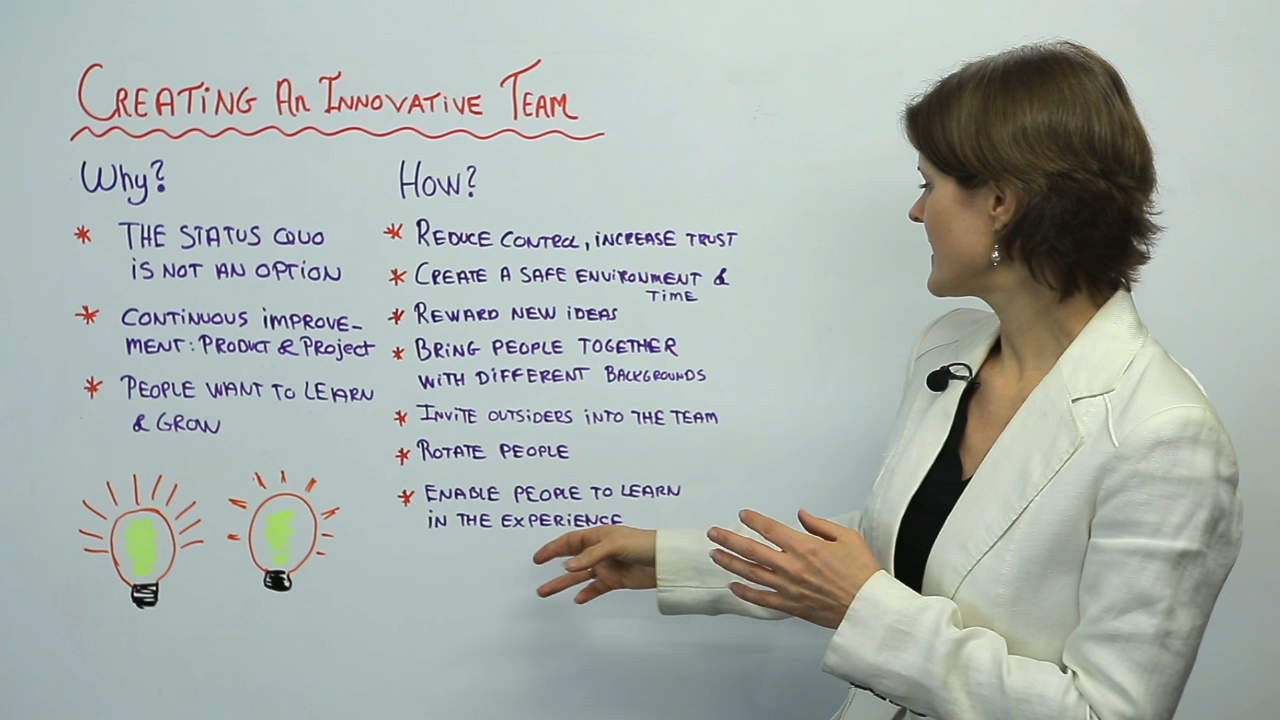 CREATING AN INNOVATIVE TEAM
Why?
* THE STATUS QUO
IS NOT AN OPTION
* CONTINUOUS IMPROVE-
MENT: PRODUCT & PROJECT
* PEOPLE WANT TO LEARN
& GROW
How?
* REDUCE CONTROL, INCREASE TRUST
* CREATE A SAFE ENVIRONMENT &
TIME
* REWARD NEW IDEAS
* BRING PEOPLE TOGETHER
WITH DIFFERENT BACKGROUNDS
* INVITE OUTSIDERS INTO THE TEAM
* ROTATE PEOPLE
* ENABLE PEOPLE TO LEARN
IN THE EXPERIENCE